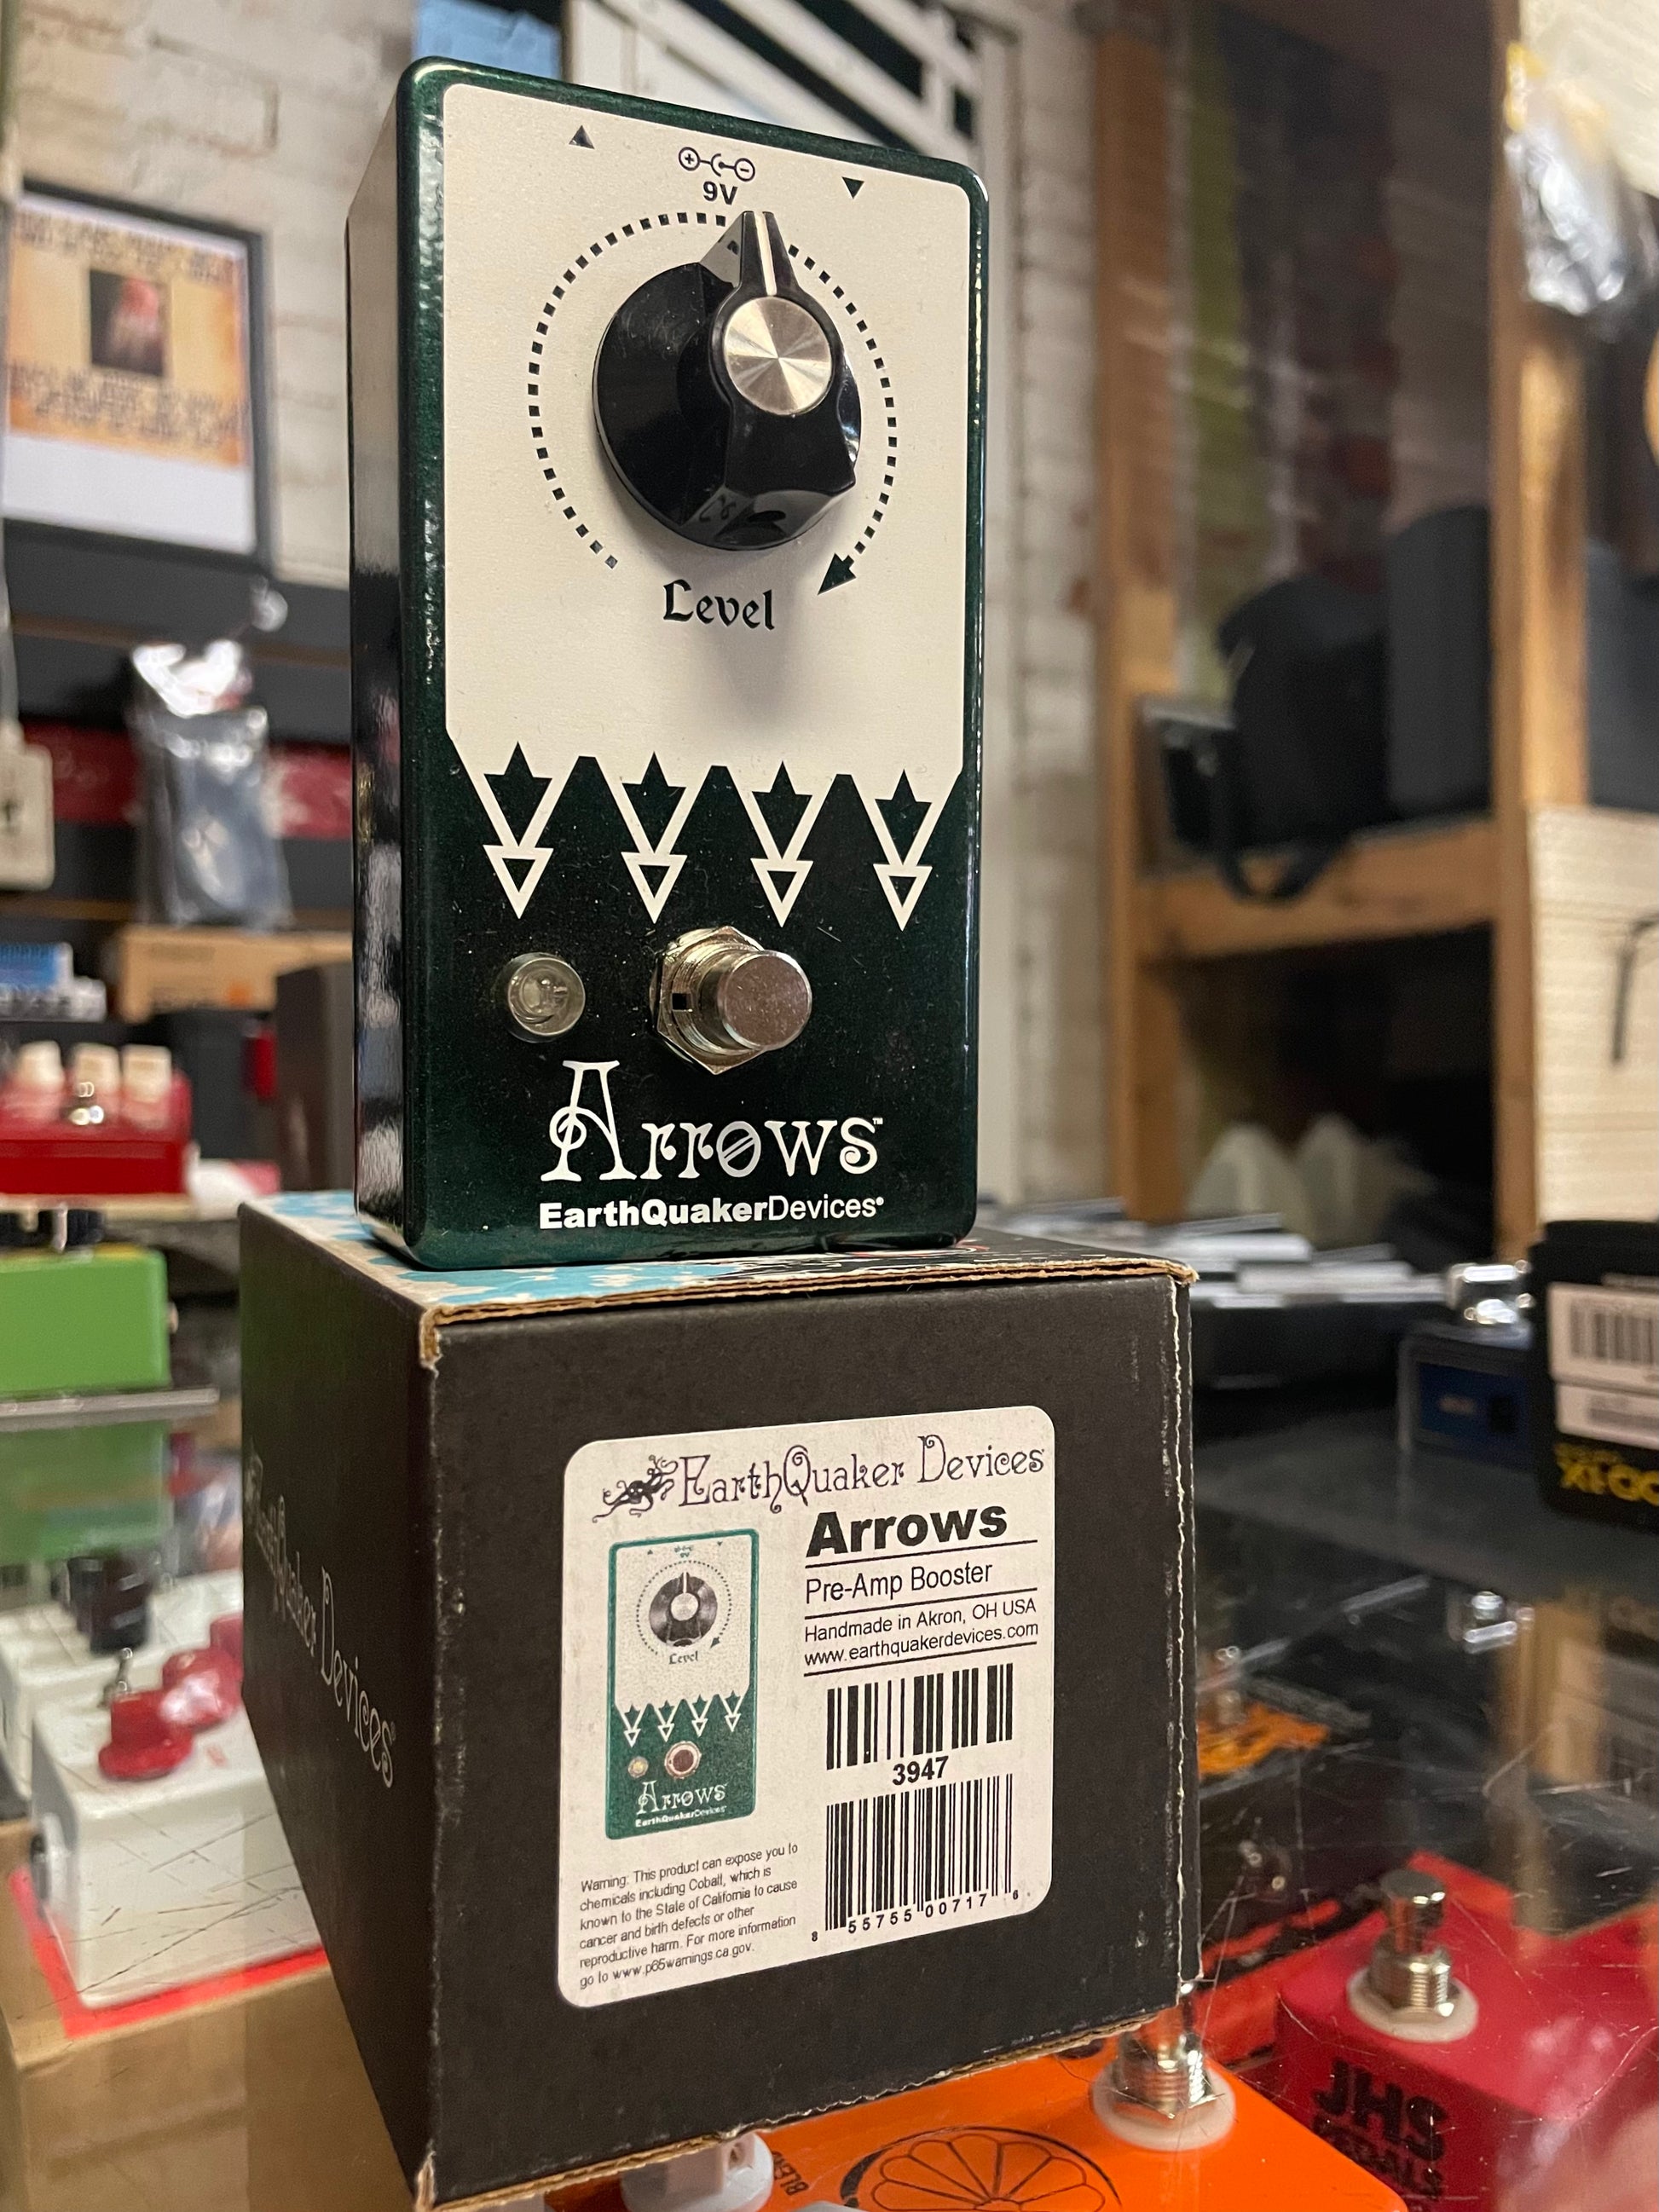 9V
Level
Arrows™
EarthQuakerDevices®
EarthQuaker Devices
EarthQuaker Devices®
Arrows
Pre-Amp Booster
Handmade in Akron, OH USA
www.earthquakerdevices.com
9V
Level
Arrows
EarthQuakerDevices
3947
8 55755 00717 6
Warning: This product can expose you to
chemicals including Cobalt, which is
known to the State of California to cause
cancer and birth defects or other
reproductive harm. For more information
go to www.p65warnings.ca.gov.
BLEND